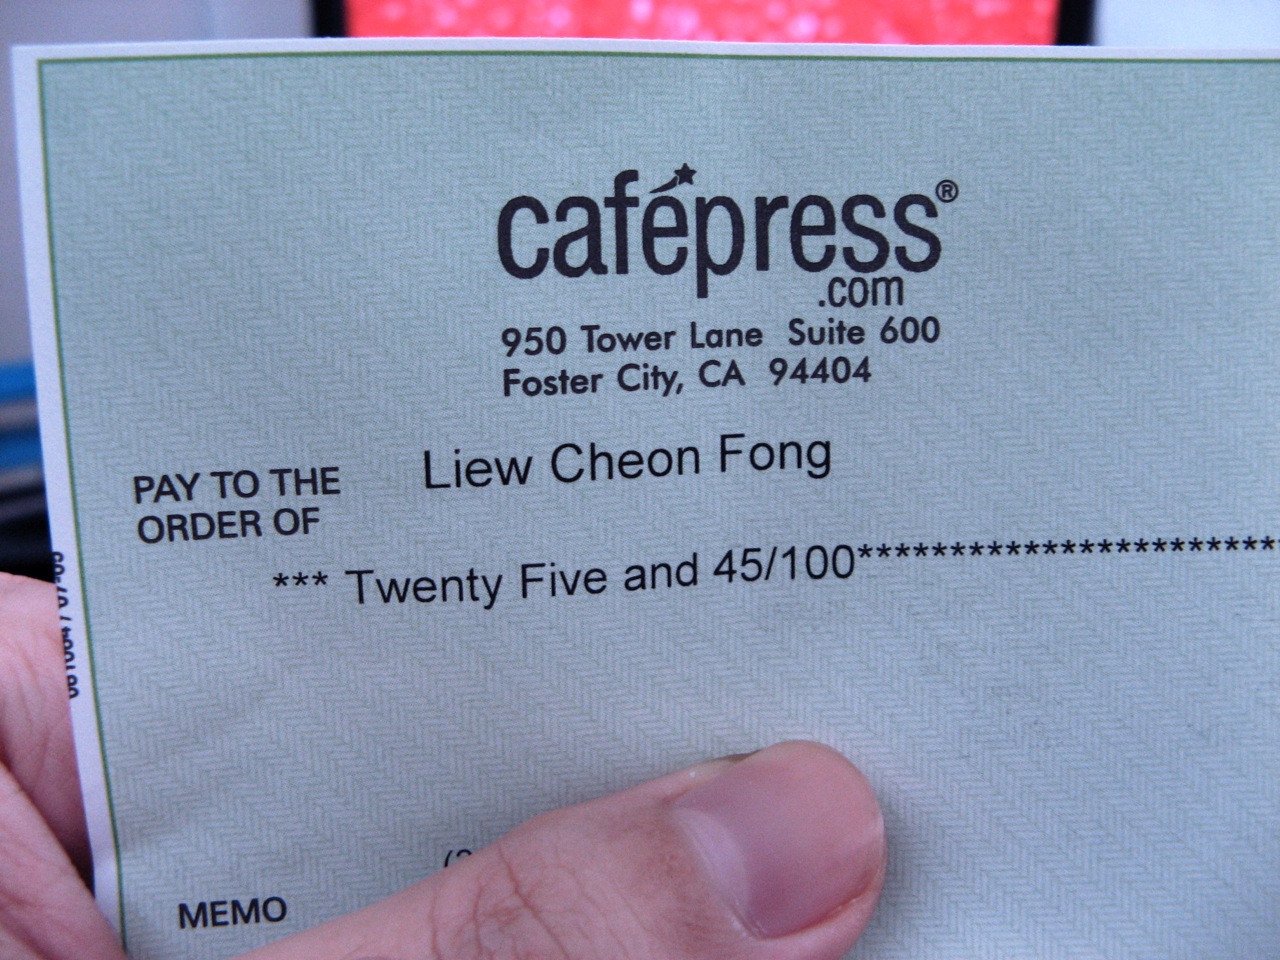 cafépress®
.com
950 Tower Lane Suite 600
Foster City, CA 94404
PAY TO THE
ORDER OF
Liew Cheon Fong
*** Twenty Five and 45/100***********************
MEMO